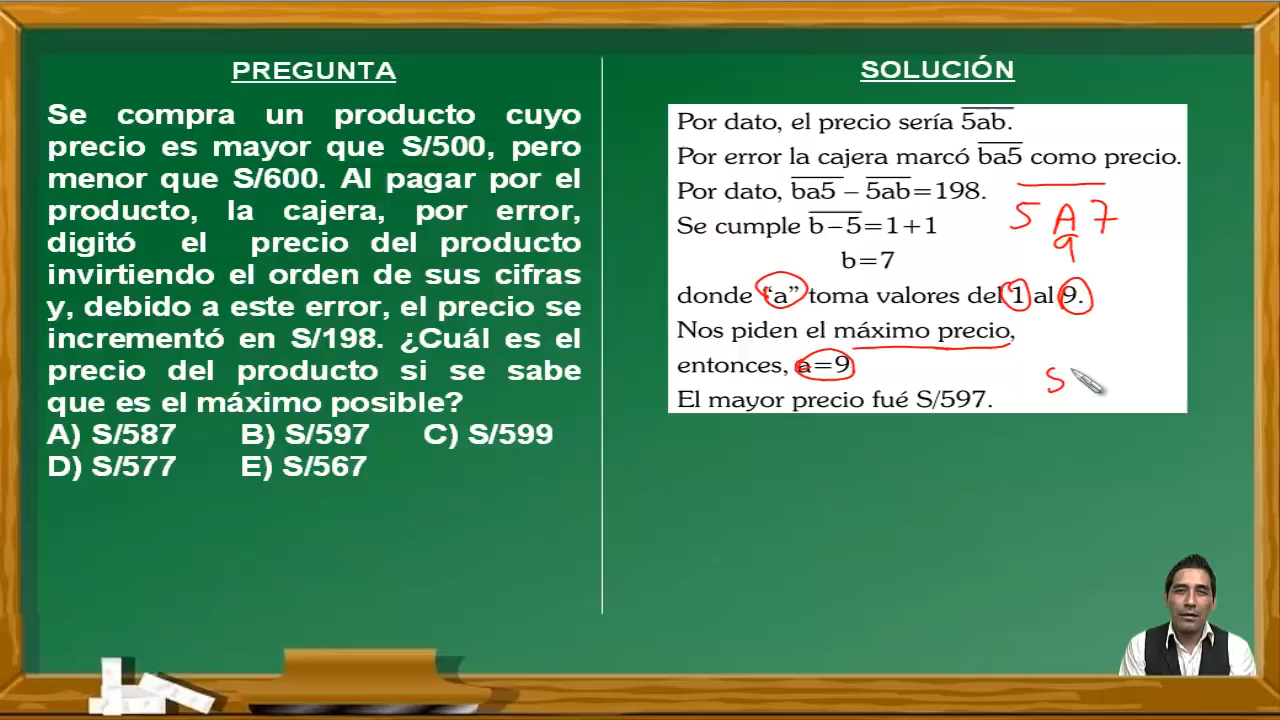 PREGUNTA
Se compra un producto cuyo
precio es mayor que S/500, pero
menor que S/600. Al pagar por el
producto, la cajera, por error,
digitó el precio del producto
invirtiendo el orden de sus cifras
y, debido a este error, el precio se
incrementó en S/198. ¿Cuál es el
precio del producto si se sabe
que es el máximo posible?
A) S/587 B) S/597 C) S/599
D) S/577 E) S/567
SOLUCIÓN
Por dato, el precio sería 5ab.
Por error la cajera marcó ba5 como precio.
Por dato, ba5 – 5ab=198.
Se cumple b–5=1+1
b=7
donde "a" toma valores del 1 al 9.
Nos piden el máximo precio,
entonces, a=9
El mayor precio fué S/597.
5 A 7
9
S